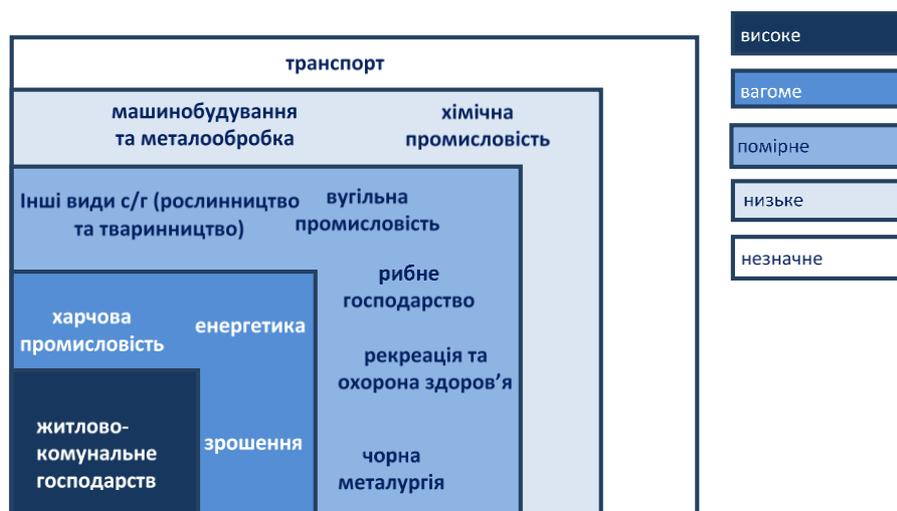 транспорт
машинобудування
та металообробка
хімічна
промисловість
Інші види с/г (рослинництво
та тваринництво)
вугільна
промисловість
рибне
господарство
харчова
промисловість
енергетика
рекреація та
охорона здоров’я
житлово-
комунальне
господарств
зрошення
чорна
металургія
високе
вагоме
помірне
низьке
незначне